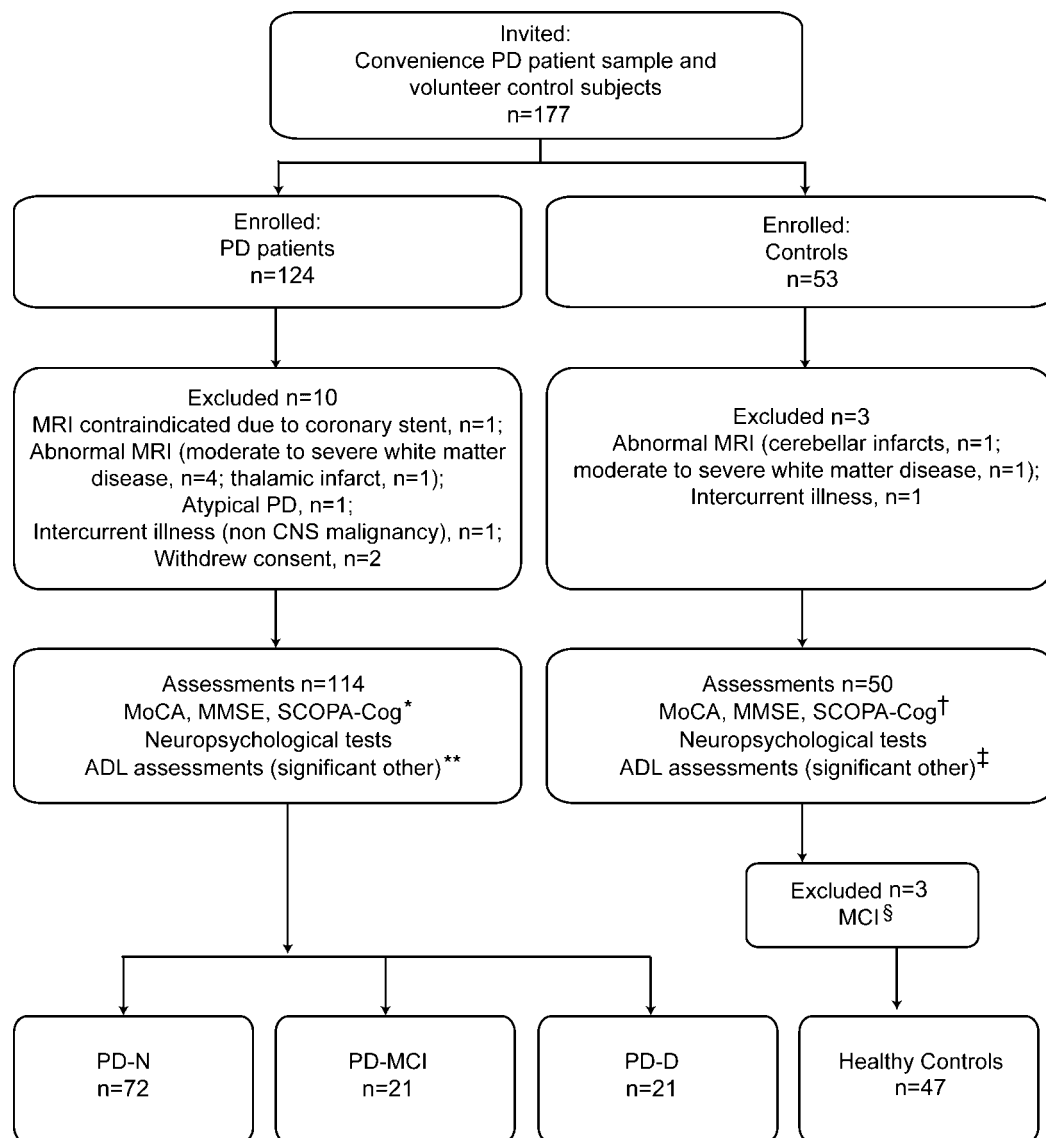 Invited:
Convenience PD patient sample and
volunteer control subjects
n=177
Enrolled:
PD patients
n=124
Enrolled:
Controls
n=53
Excluded n=10
MRI contraindicated due to coronary stent, n=1;
Abnormal MRI (moderate to severe white matter
disease, n=4; thalamic infarct, n=1);
Atypical PD, n=1;
Intercurrent illness (non CNS malignancy), n=1;
Withdrew consent, n=2
Excluded n=3
Abnormal MRI (cerebellar infarcts, n=1;
moderate to severe white matter disease, n=1);
Intercurrent illness, n=1
Assessments n=114
MoCA, MMSE, SCOPA-Cog*
Neuropsychological tests
ADL assessments (significant other)**
Assessments n=50
MoCA, MMSE, SCOPA-Cog†
Neuropsychological tests
ADL assessments (significant other)‡
Excluded n=3
MCI§
PD-N
n=72
PD-MCI
n=21
PD-D
n=21
Healthy Controls
n=47